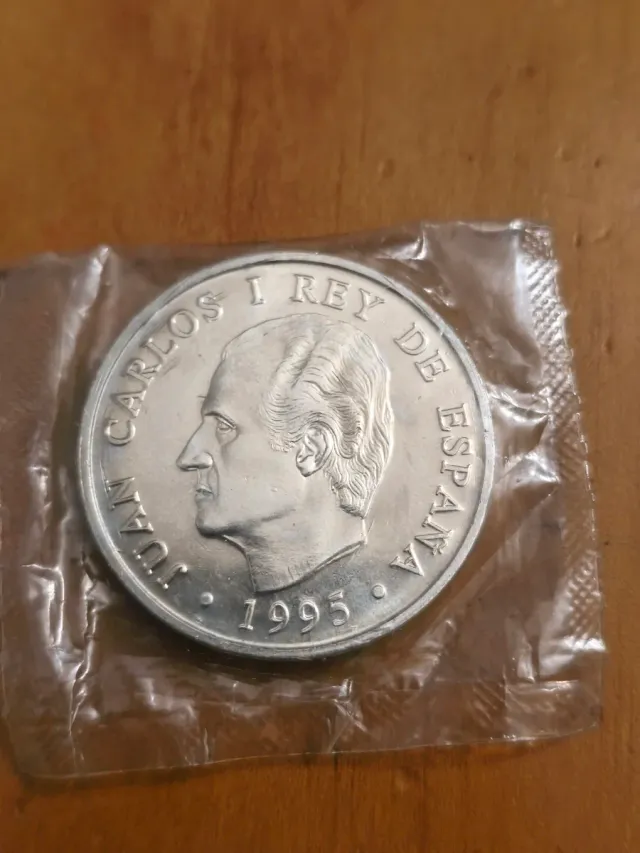 JUAN CARLOS I REY DE ESPAÑA
· 1995 ·